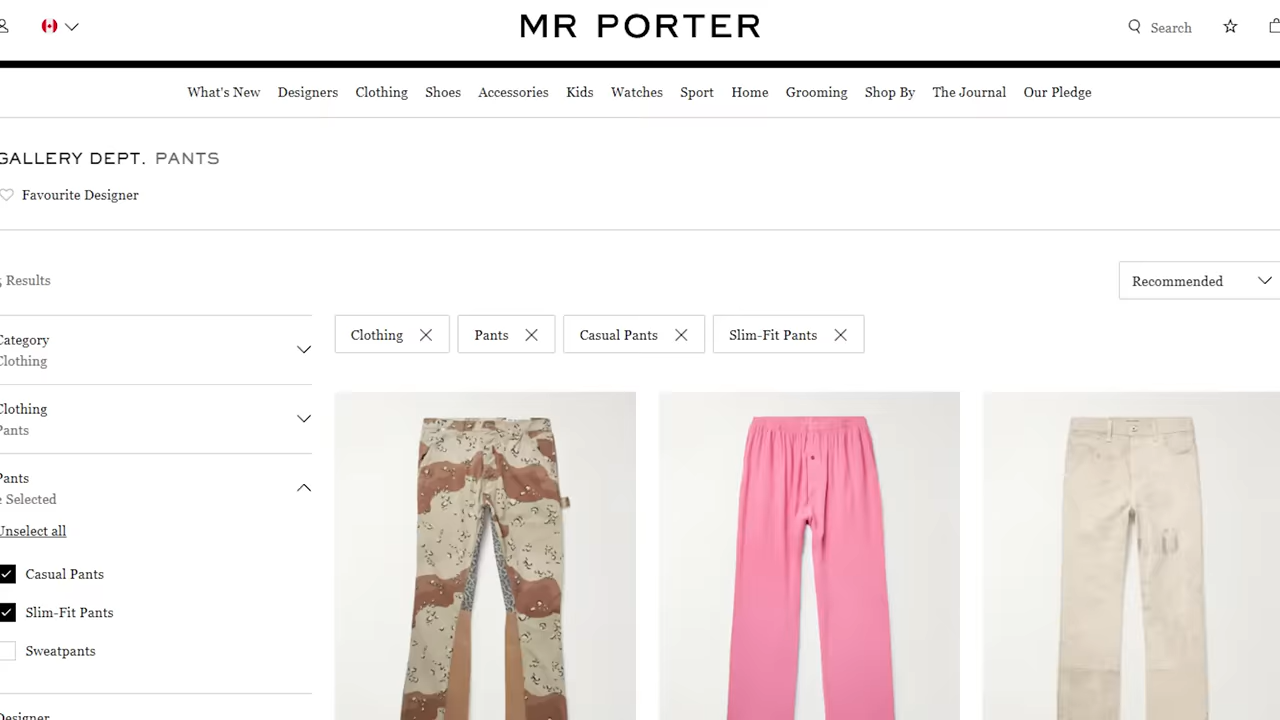 MR PORTER
Search
What's New Designers Clothing Shoes Accessories Kids Watches Sport Home Grooming Shop By The Journal Our Pledge
GALLERY DEPT. PANTS
Favourite Designer
Results
Recommended
Clothing Pants Casual Pants Slim-Fit Pants
Category
Clothing
Clothing
Pants
Pants
Selected
Unselect all
Casual Pants
Slim-Fit Pants
Sweatpants
Designer